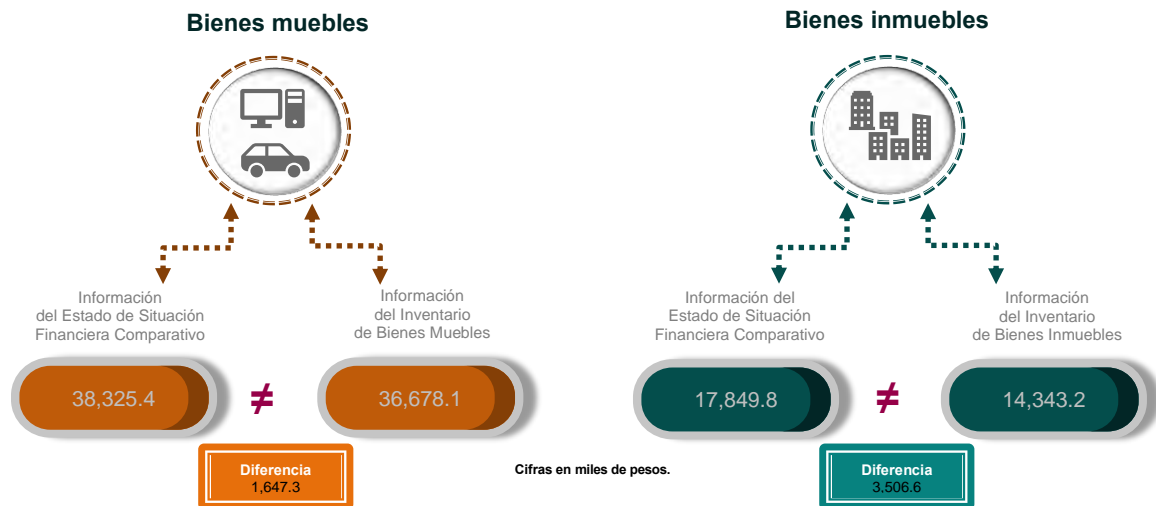 Bienes muebles
Información
del Estado de Situación
Financiera Comparativo
Información
del Inventario
de Bienes Muebles
38,325.4
≠
36,678.1
Diferencia
1,647.3
Cifras en miles de pesos.
Bienes inmuebles
Información del
Estado de Situación
Financiera Comparativo
Información
del Inventario
de Bienes Inmuebles
17,849.8
≠
14,343.2
Diferencia
3,506.6